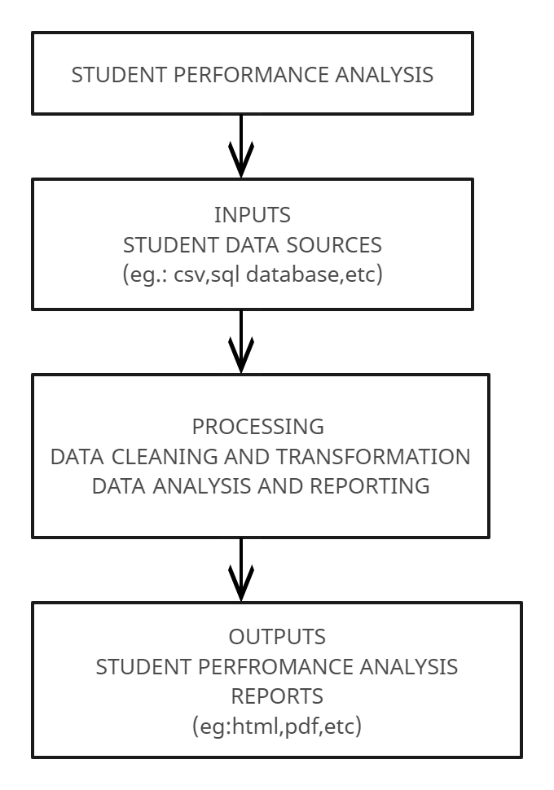 STUDENT PERFORMANCE ANALYSIS
INPUTS
STUDENT DATA SOURCES
(eg.: csv,sql database,etc)
PROCESSING
DATA CLEANING AND TRANSFORMATION
DATA ANALYSIS AND REPORTING
OUTPUTS
STUDENT PERFROMANCE ANALYSIS
REPORTS
(eg:html,pdf,etc)